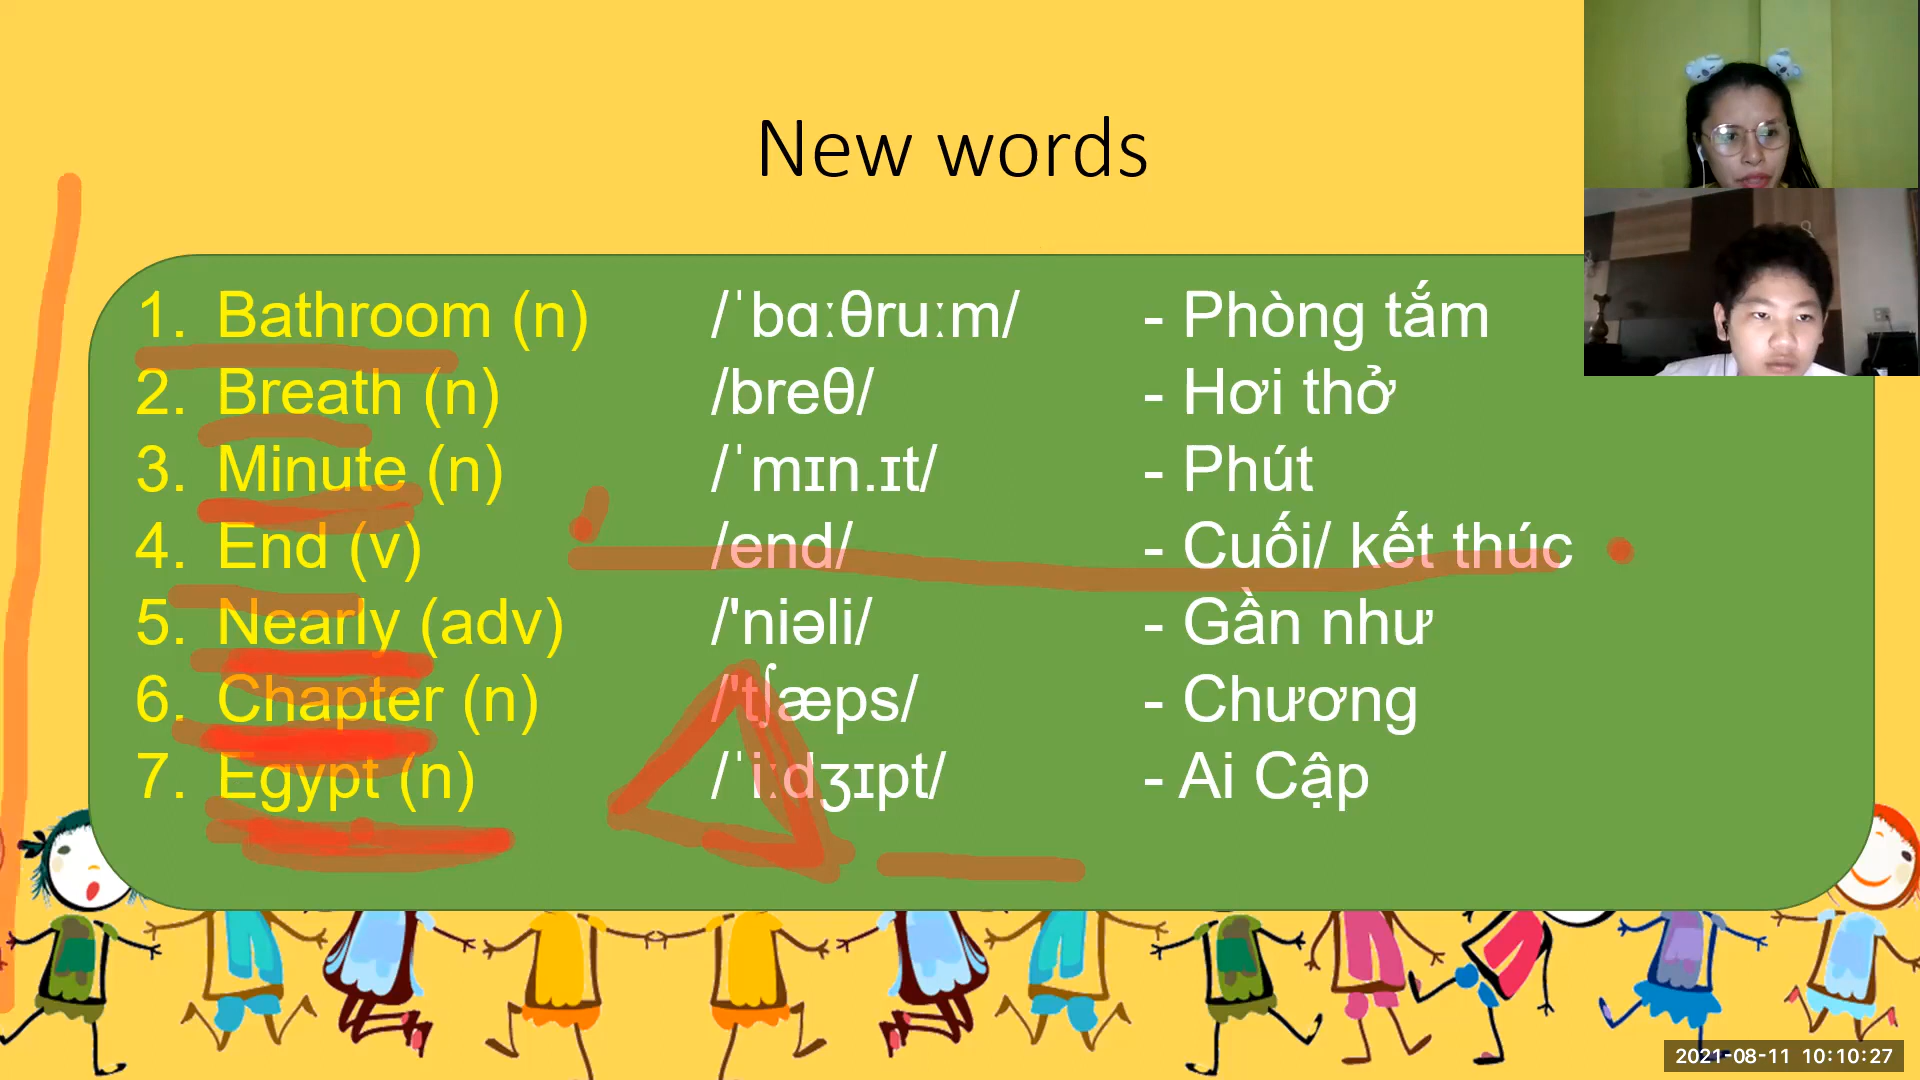 New words
1. Bathroom (n) /ˈbɑːθruːm/ - Phòng tắm
2. Breath (n) /breθ/ - Hơi thở
3. Minute (n) /ˈmɪn.ɪt/ - Phút
4. End (v) /end/ - Cuối/ kết thúc
5. Nearly (adv) /'niəli/ - Gần như
6. Chapter (n) /'t∫æps/ - Chương
7. Egypt (n) /ˈiːdʒɪpt/ - Ai Cập
2021-08-11 10:10:27